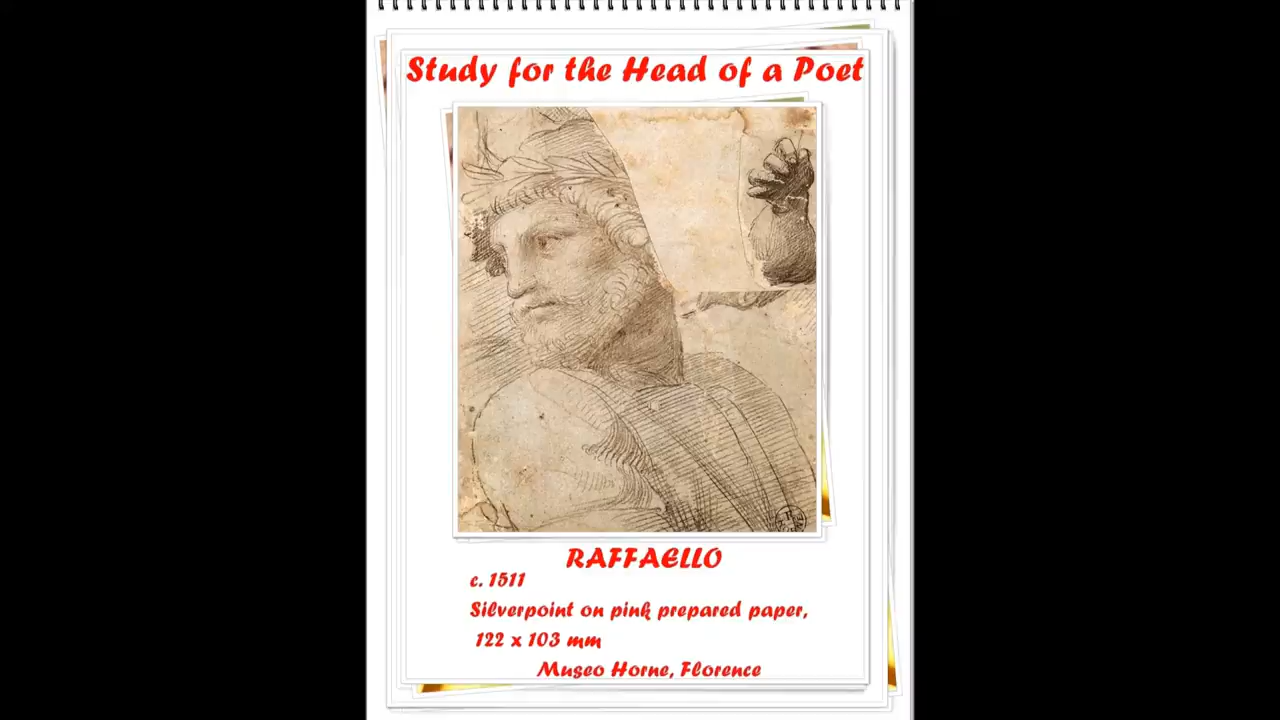 Study for the Head of a Poet
RAFFAELLO
c. 1511
Silverpoint on pink prepared paper,
122 x 103 mm
Museo Horne, Florence